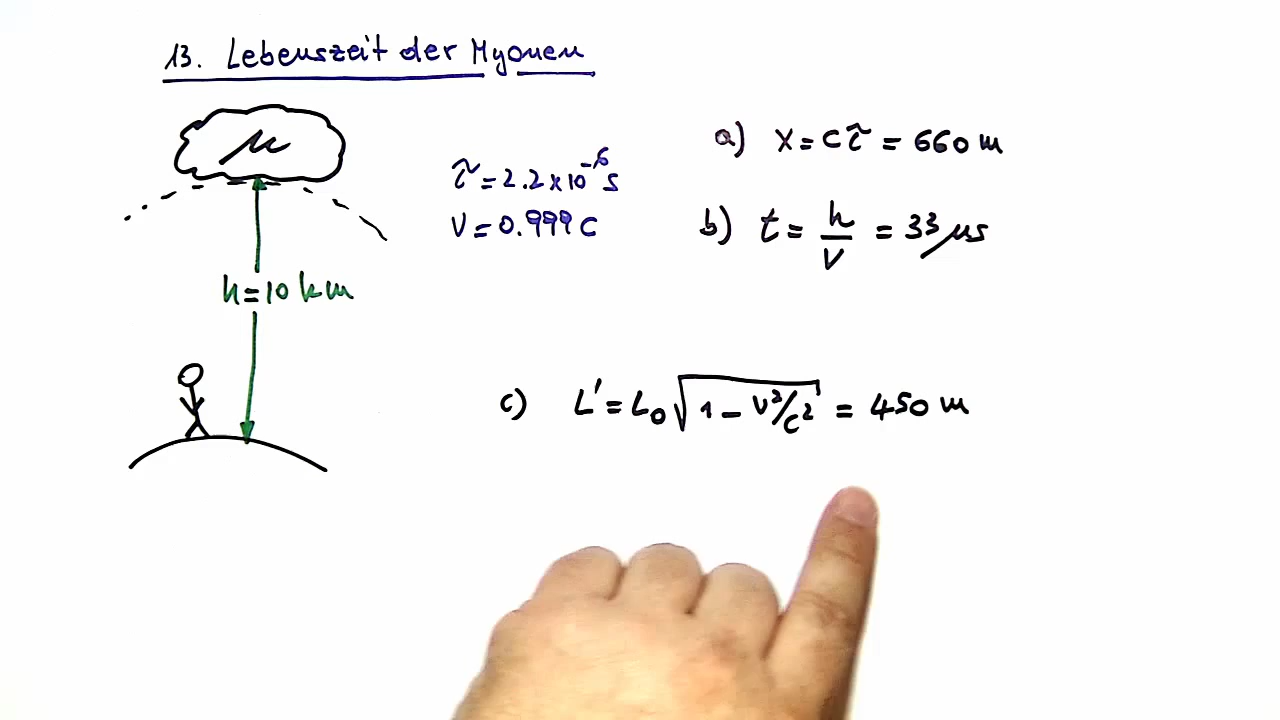 13. Lebenszeit der Myonen
μ
τ = 2.2 × 10⁻⁶ s
v = 0.999 c
h = 10 km
a) x = cτ = 660 m
b) t = h/v = 33 μs
c) L' = L₀ √(1 - v²/c²) = 450 m